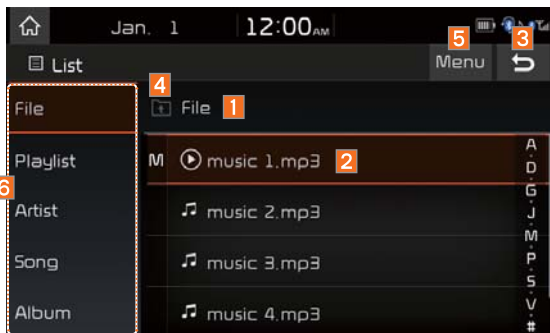 Jan. 1 12:00AM
5 3
List Menu
4
File File 1
Playlist M music 1.mp3 2
6
Artist music 2.mp3
Song music 3.mp3
Album music 4.mp3
A
D
G
J
M
P
S
V
#